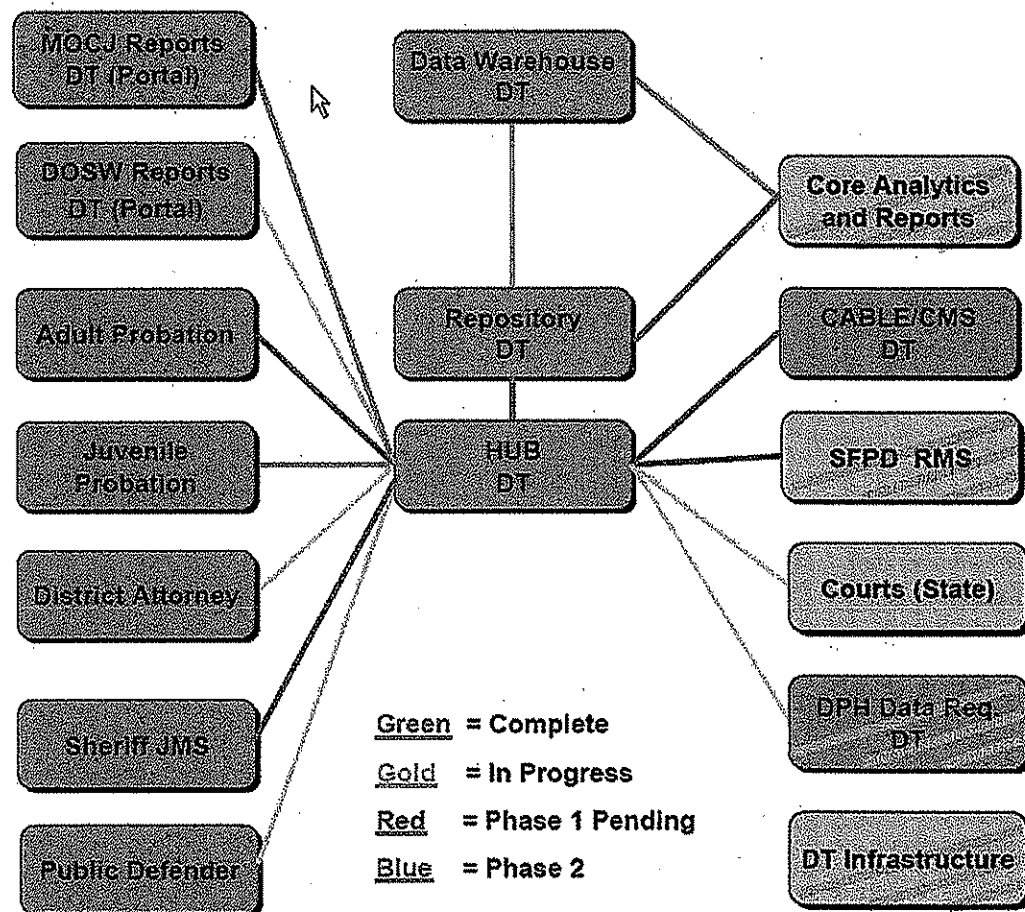 MOCJ Reports
DT (Portal)
DOSW Reports
DT (Portal)
Adult Probation
Juvenile
Probation
District Attorney
Sheriff JMS
Public Defender
Data Warehouse
DT
Repository
DT
HUB
DT
Green = Complete
Gold = In Progress
Red = Phase 1 Pending
Blue = Phase 2
Core Analytics
and Reports
CABLE/CMS
DT
SFPD RMS
Courts (State)
DPH Data Req.
DT
DT Infrastructure